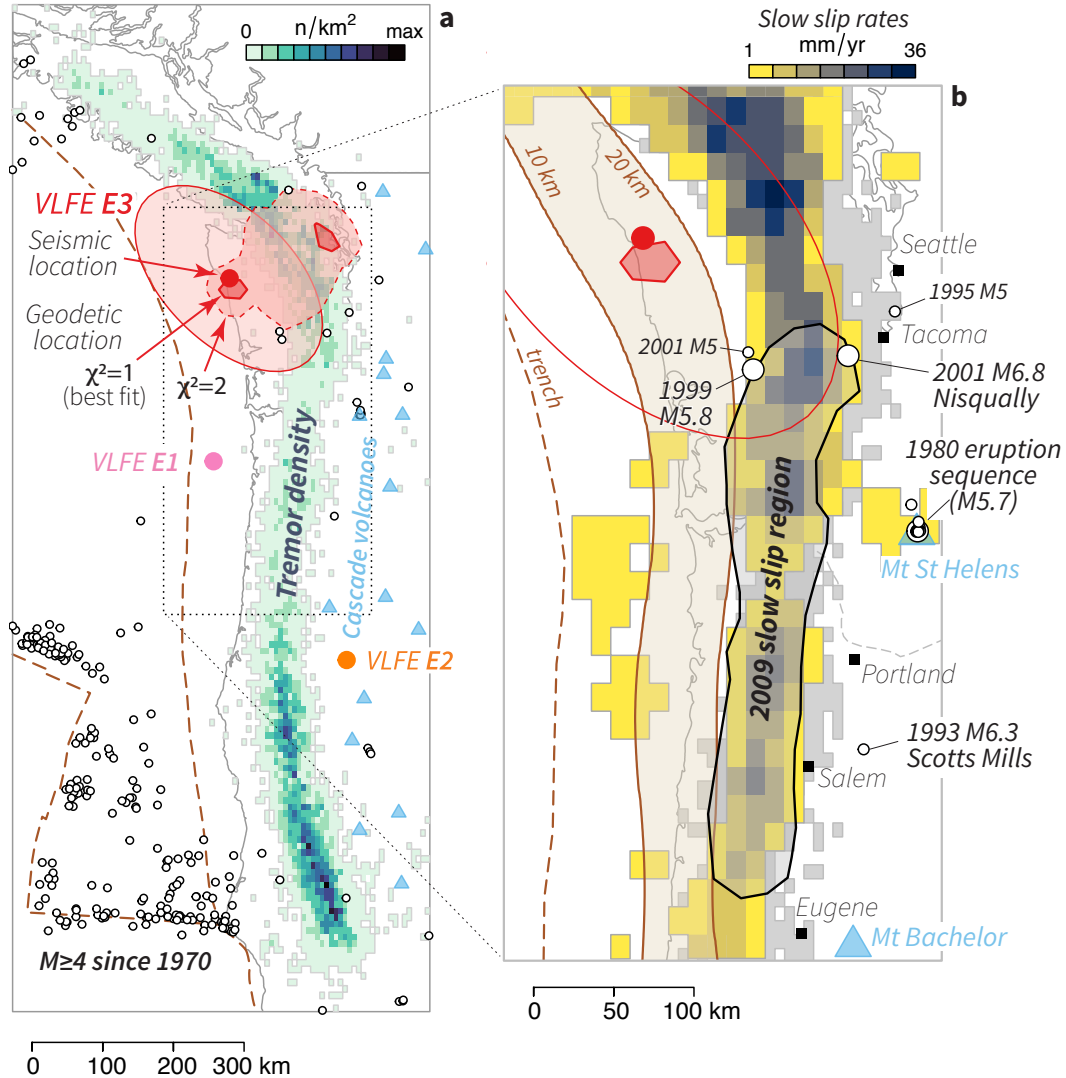 a
n/km²
0
max
VLFE E3
Seismic
location
Geodetic
location
χ²=1
(best fit)
χ²=2
VLFE E1
Tremor density
Cascade volcanoes
VLFE E2
M≥4 since 1970
0 100 200 300 km
Slow slip rates
mm/yr
1
36
b
10 km
20 km
trench
Seattle
1995 M5
Tacoma
2001 M5
1999
M5.8
2001 M6.8
Nisqually
1980 eruption
sequence
(M5.7)
Mt St Helens
2009 slow slip region
Portland
1993 M6.3
Scotts Mills
Salem
Eugene
Mt Bachelor
0 50 100 km